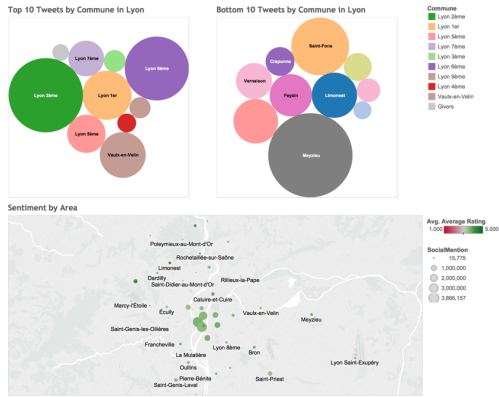 Top 10 Tweets by Commune in Lyon
Bottom 10 Tweets by Commune in Lyon
Commune
Lyon 2ème
Lyon 1er
Lyon 5ème
Lyon 7ème
Lyon 3ème
Lyon 6ème
Lyon 9ème
Lyon 4ème
Vaulx-en-Velin
Givors
Lyon 7ème
Lyon 6ème
Lyon 2ème
Lyon 1er
Lyon 5ème
Vaulx-en-Velin
Saint-Fons
Craponne
Vernaison
Feyzin
Limonest
Meyzieu
Sentiment by Area
Avg. Average Rating
1.000 5.000
SocialMention
15,775
1,000,000
2,000,000
3,000,000
3,866,157
Poleymieux-au-Mont-d'Or
Rochetaillée-sur-Saône
Limonest
Dardilly
Rillieux-la-Pape
Saint-Didier-au-Mont-d'Or
Caluire-et-Cuire
Marcy-l'Étoile
Écully
Vaulx-en-Velin
Meyzieu
Saint-Genis-les-Ollières
Francheville
Lyon 8ème
La Mulatière
Bron
Lyon Saint-Exupéry
Oullins
Pierre-Bénite
Saint-Priest
Saint-Genis-Laval